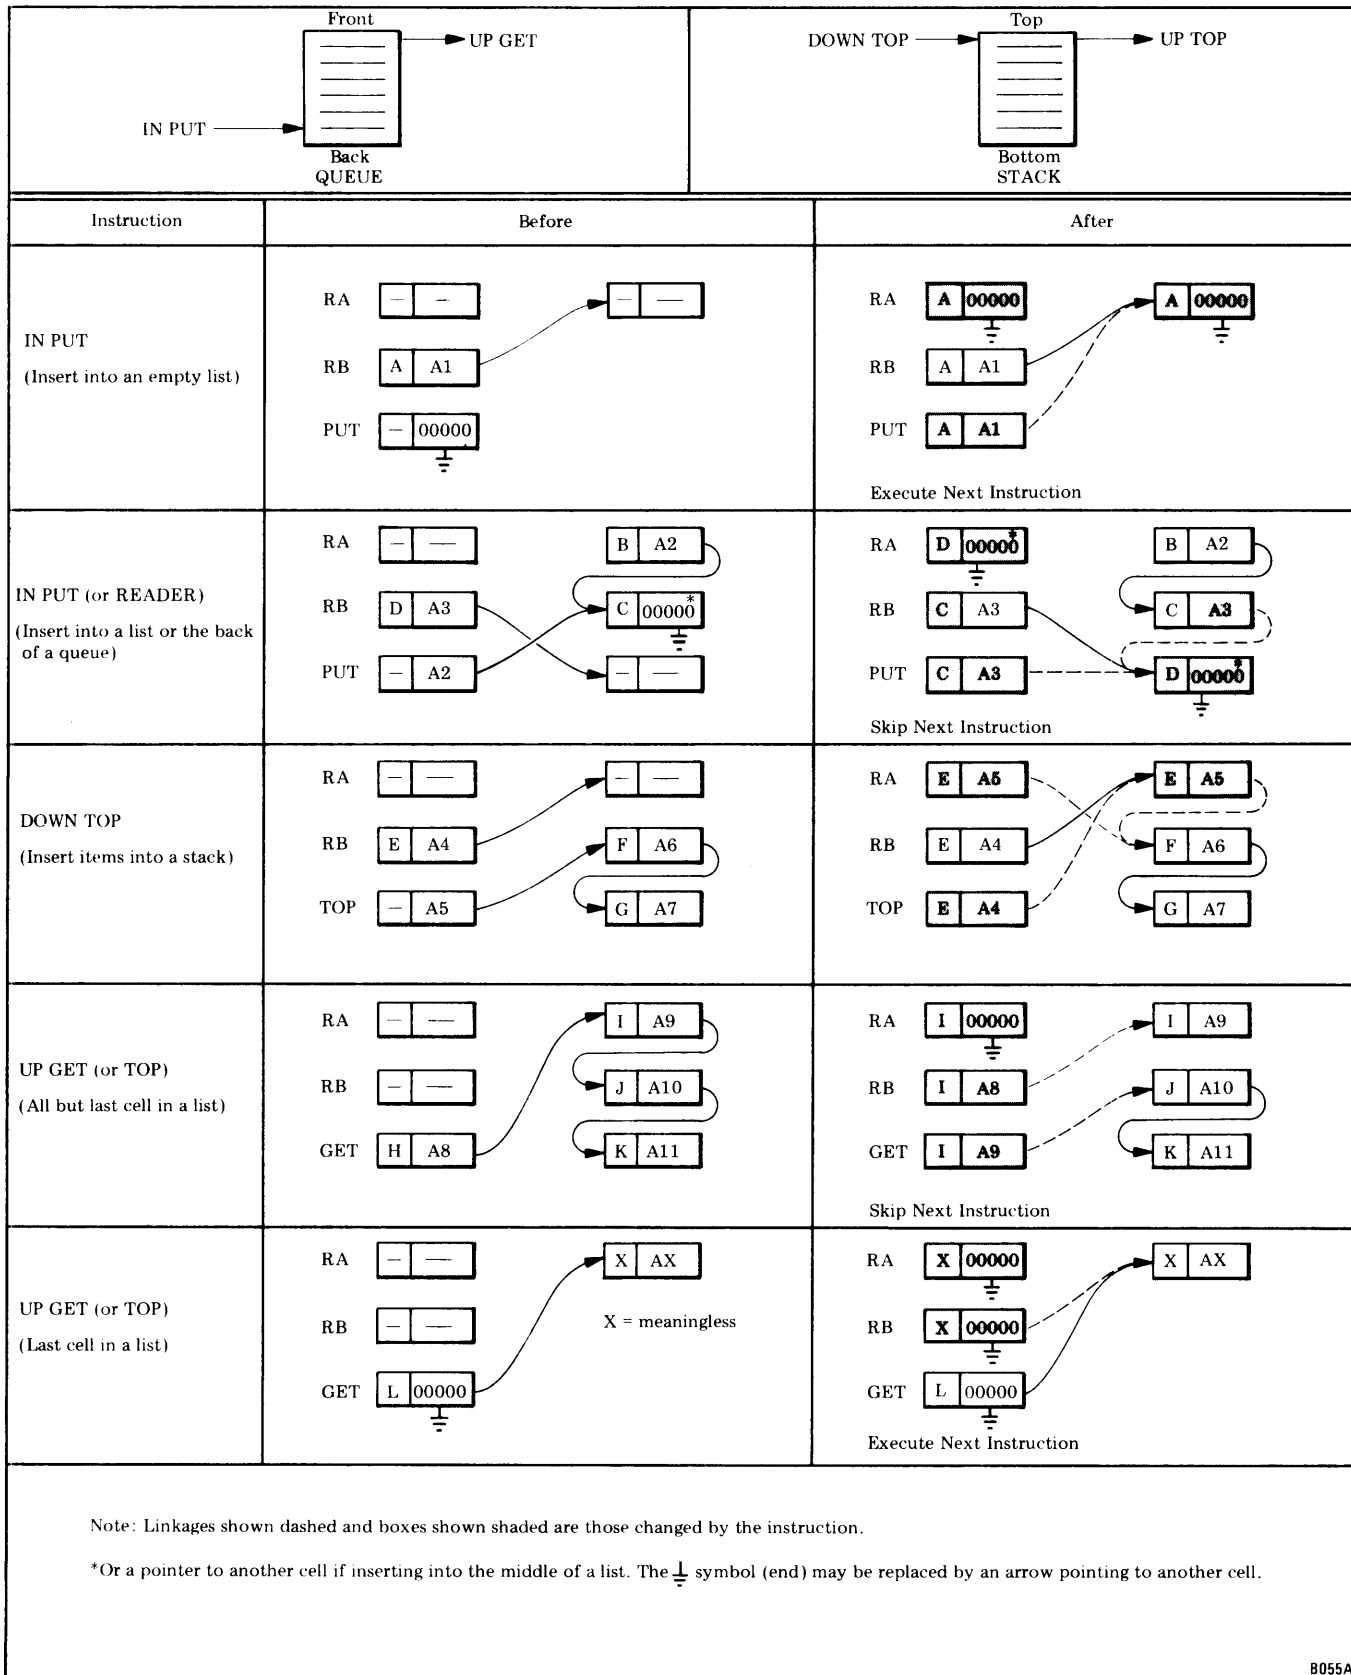 Front
UP GET
IN PUT
Back
QUEUE
Top
DOWN TOP
UP TOP
Bottom
STACK
Instruction Before After
IN PUT
(Insert into an empty list)
RA — — — —
RB A A1
PUT — 00000
RA A 00000 A 00000
RB A A1
PUT A A1
Execute Next Instruction
IN PUT (or READER)
(Insert into a list or the back
of a queue)
RA — — B A2
RB D A3 C 00000*
PUT — A2 — —
RA D 00000* B A2
RB C A3 C A3
PUT C A3 D 00000*
Skip Next Instruction
DOWN TOP
(Insert items into a stack)
RA — — — —
RB E A4 F A6
TOP — A5 G A7
RA E A5 E A5
RB E A4 F A6
TOP E A4 G A7
UP GET (or TOP)
(All but last cell in a list)
RA — — I A9
RB — — J A10
GET H A8 K A11
RA I 00000 I A9
RB I A8 J A10
GET I A9 K A11
Skip Next Instruction
UP GET (or TOP)
(Last cell in a list)
RA — — X AX
RB — — X = meaningless
GET L 00000
RA X 00000 X AX
RB X 00000
GET L 00000
Execute Next Instruction
Note: Linkages shown dashed and boxes shown shaded are those changed by the instruction.
*Or a pointer to another cell if inserting into the middle of a list. The ⏚ symbol (end) may be replaced by an arrow pointing to another cell.
B055A